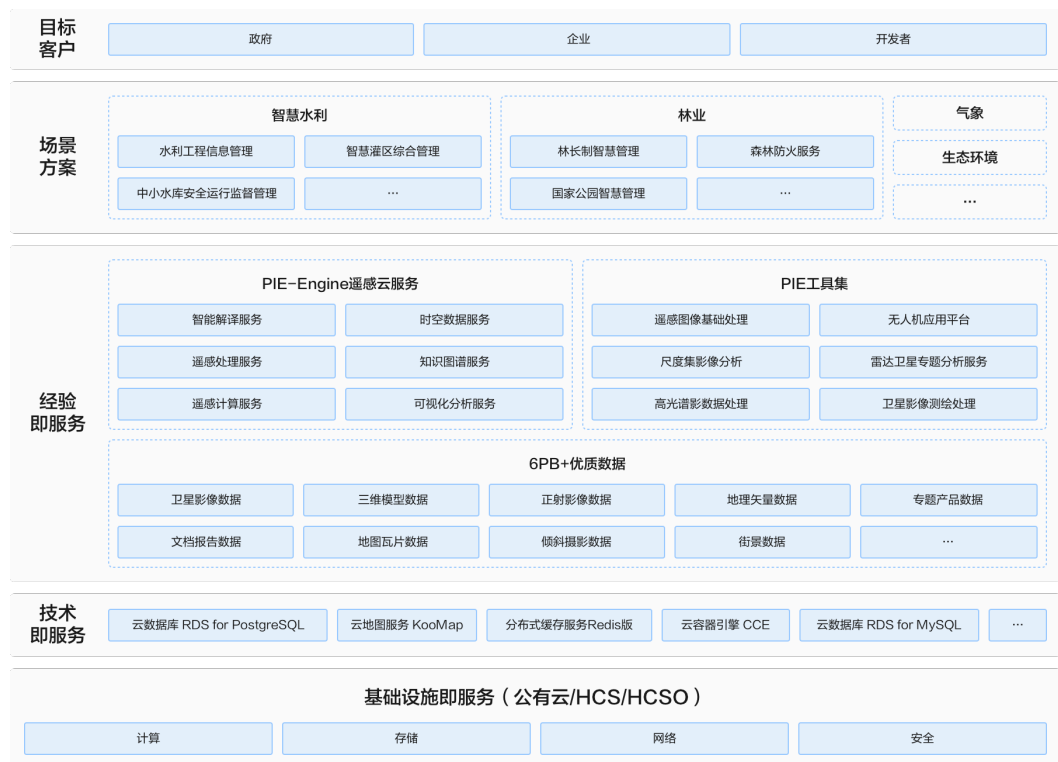 目标
客户
政府
企业
开发者
场景
方案
智慧水利
水利工程信息管理
智慧灌区综合管理
中小水库安全运行监督管理
…
林业
林长制智慧管理
森林防火服务
国家公园智慧管理
…
气象
生态环境
…
经验
即服务
PIE-Engine遥感云服务
智能解译服务
时空数据服务
遥感处理服务
知识图谱服务
遥感计算服务
可视化分析服务
PIE工具集
遥感图像基础处理
无人机应用平台
尺度集影像分析
雷达卫星专题分析服务
高光谱影数据处理
卫星影像测绘处理
6PB+优质数据
卫星影像数据
三维模型数据
正射影像数据
地理矢量数据
专题产品数据
文档报告数据
地图瓦片数据
倾斜摄影数据
街景数据
…
技术
即服务
云数据库 RDS for PostgreSQL
云地图服务 KooMap
分布式缓存服务Redis版
云容器引擎 CCE
云数据库 RDS for MySQL
…
基础设施即服务（公有云/HCS/HCSO）
计算
存储
网络
安全